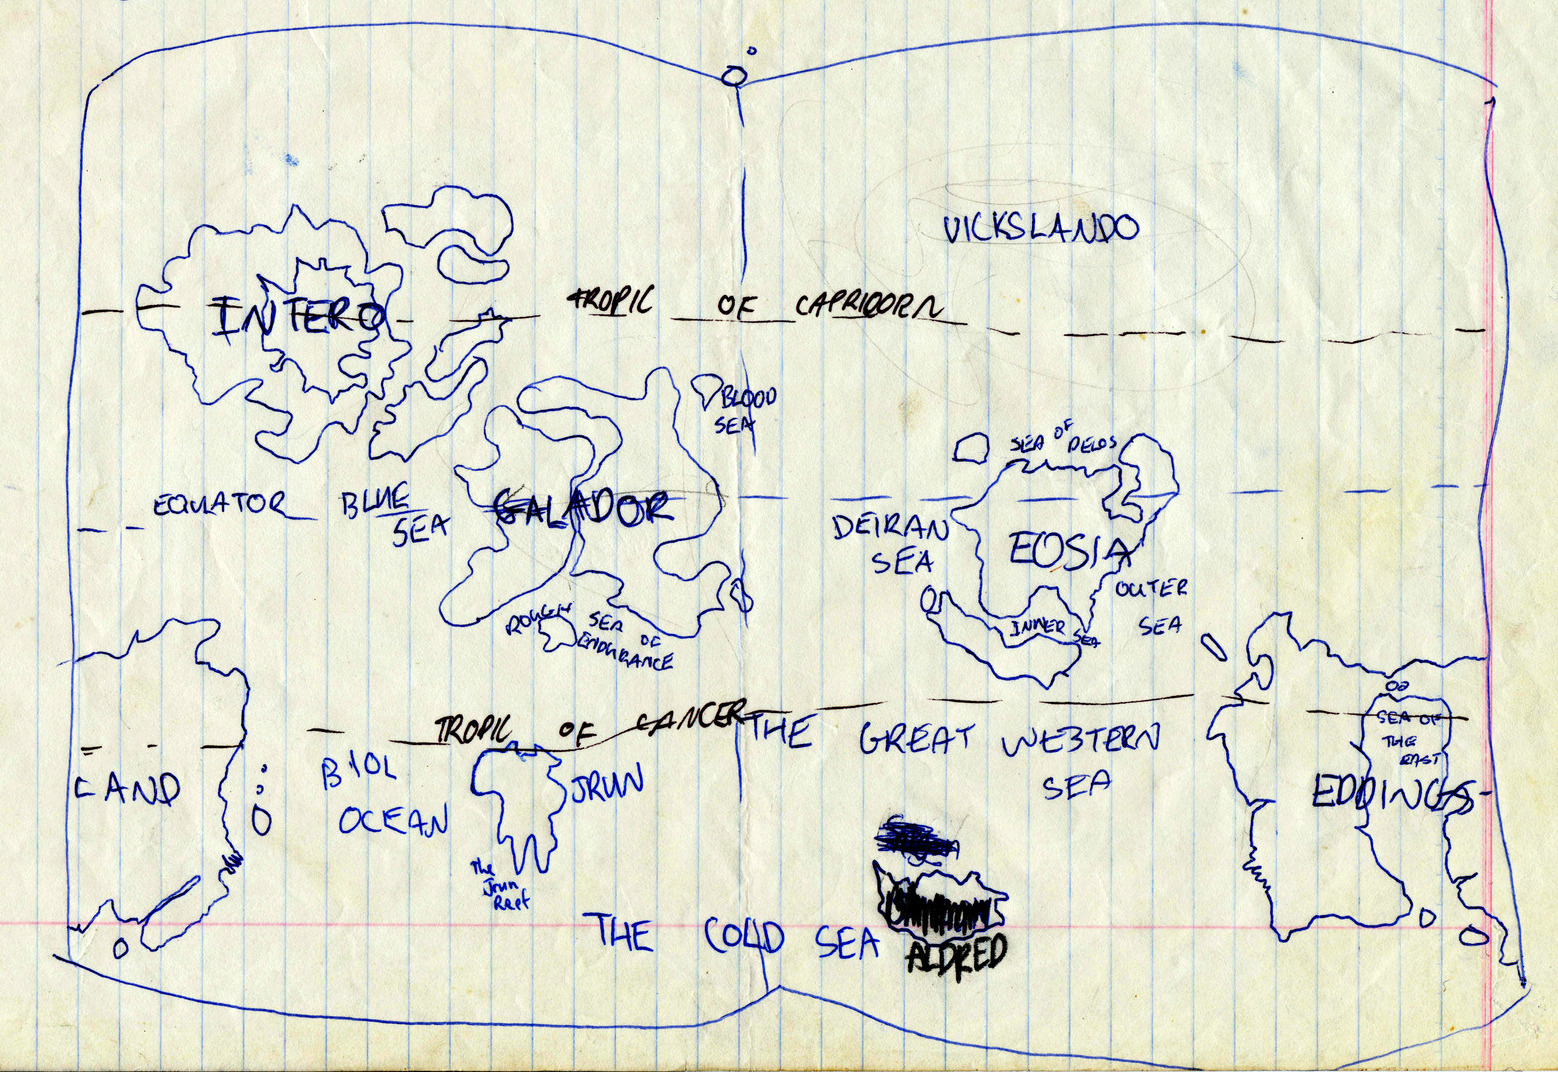 VICKSLANDO
INTERO
TROPIC OF CAPRICORN
BLOOD
SEA
SEA OF DELOS
EQUATOR
BLUE
SEA
GALADOR
DEIRAN
SEA
EOSIA
OUTER
SEA
INNER SEA
ROUGH
SEA OF
ENDURANCE
TROPIC OF CANCER
THE GREAT WESTERN
SEA
SEA OF
THE
EAST
LAND
BIOL
OCEAN
JRUN
EDDINGS
The
Jrun
Reef
THE COLD SEA
ALDRED